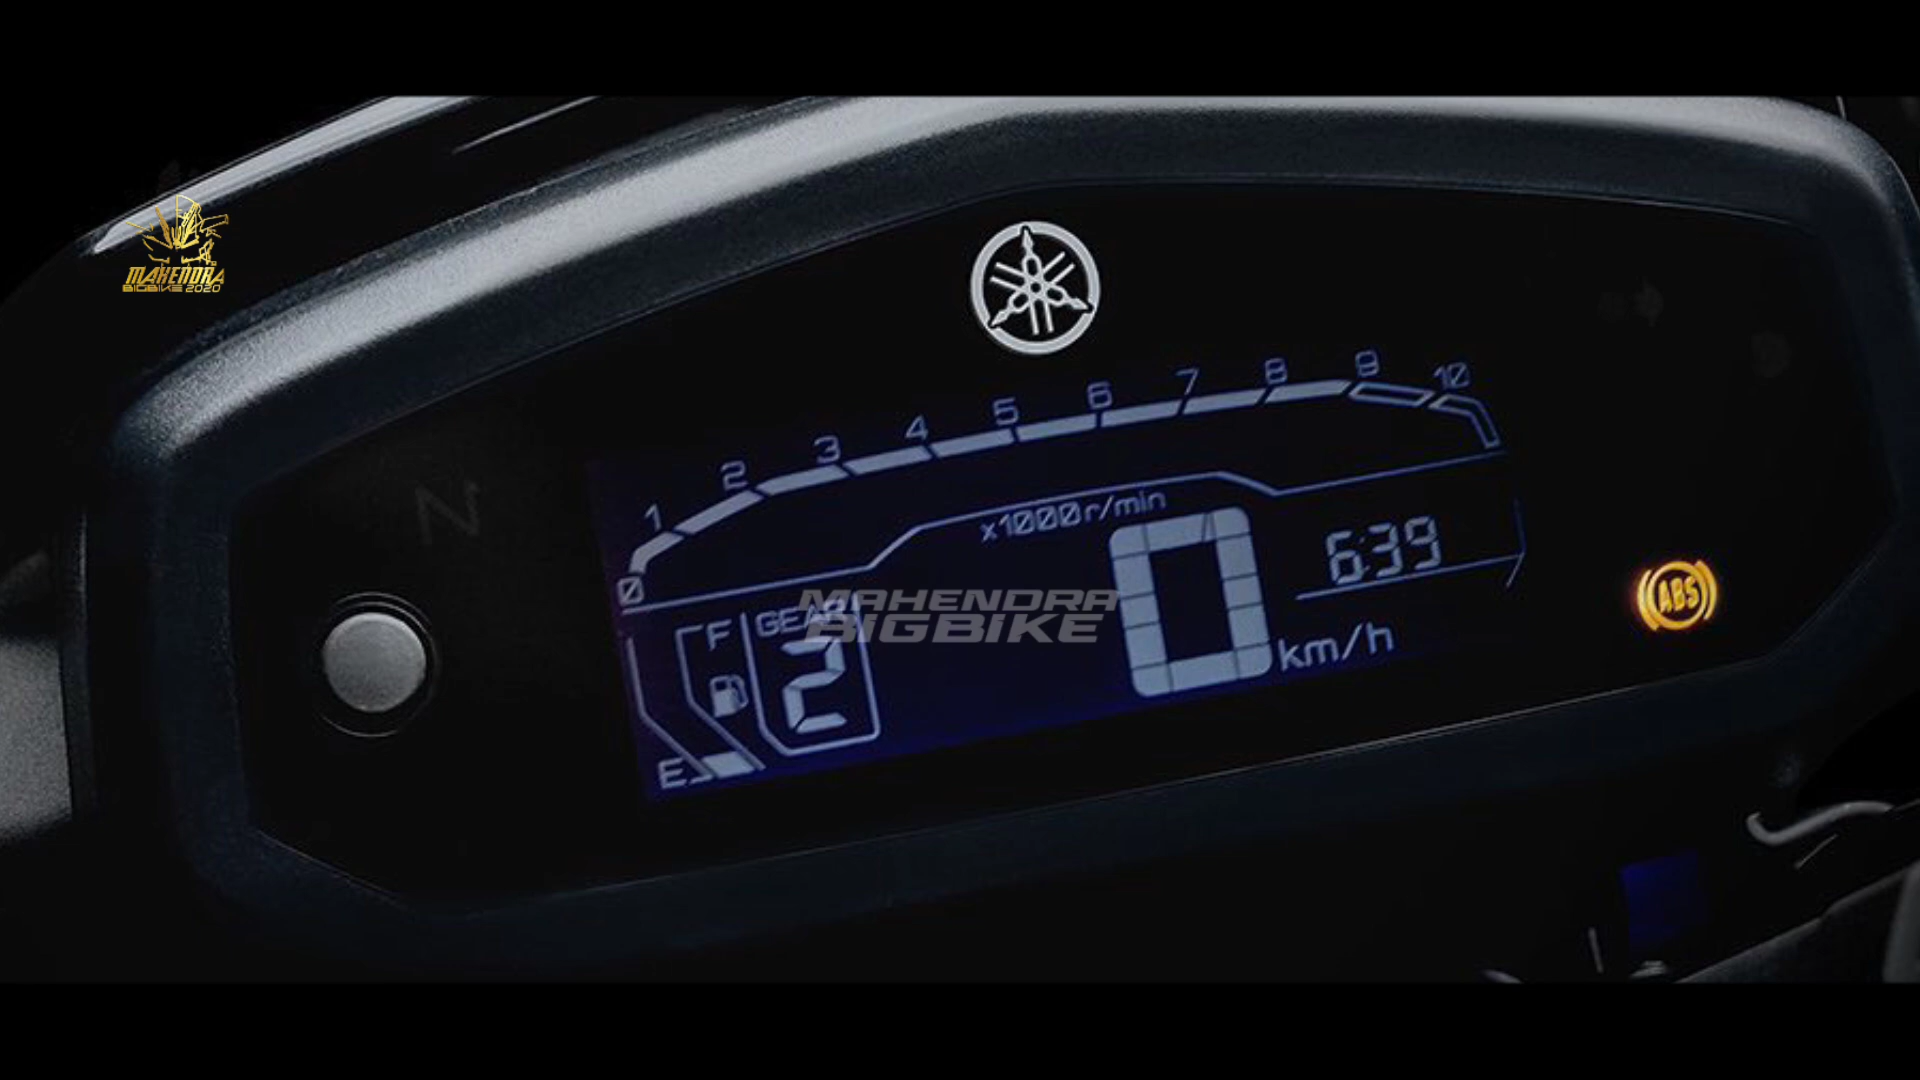 MAHENDRA
BIGBIKE 2020
N
0 1 2 3 4 5 6 7 8 9 10
x1000r/min
6:39
ABS
F
GEAR
2
0
km/h
E
MAHENDRA
BIGBIKE